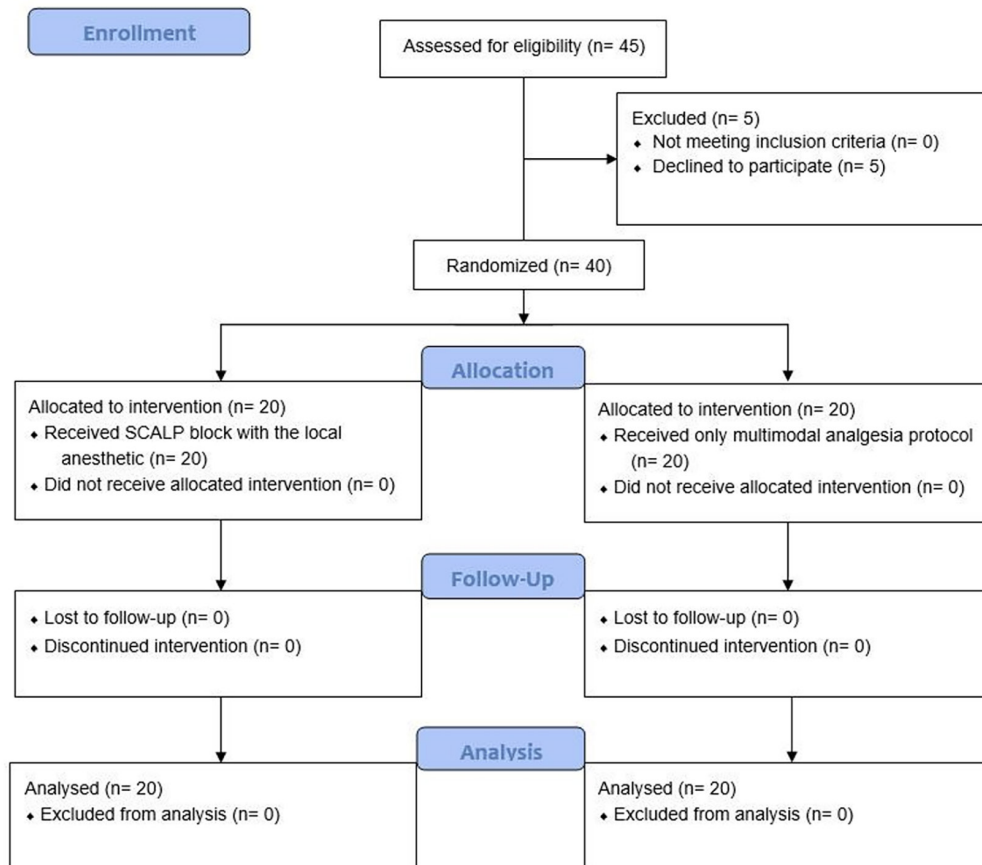 Enrollment
Assessed for eligibility (n= 45)
Excluded (n= 5)
⬥ Not meeting inclusion criteria (n= 0)
⬥ Declined to participate (n= 5)
Randomized (n= 40)
Allocation
Allocated to intervention (n= 20)
⬥ Received SCALP block with the local
anesthetic (n= 20)
⬥ Did not receive allocated intervention (n= 0)
Allocated to intervention (n= 20)
⬥ Received only multimodal analgesia protocol
(n= 20)
⬥ Did not receive allocated intervention (n= 0)
Follow-Up
⬥ Lost to follow-up (n= 0)
⬥ Discontinued intervention (n= 0)
⬥ Lost to follow-up (n= 0)
⬥ Discontinued intervention (n= 0)
Analysis
Analysed (n= 20)
⬥ Excluded from analysis (n= 0)
Analysed (n= 20)
⬥ Excluded from analysis (n= 0)